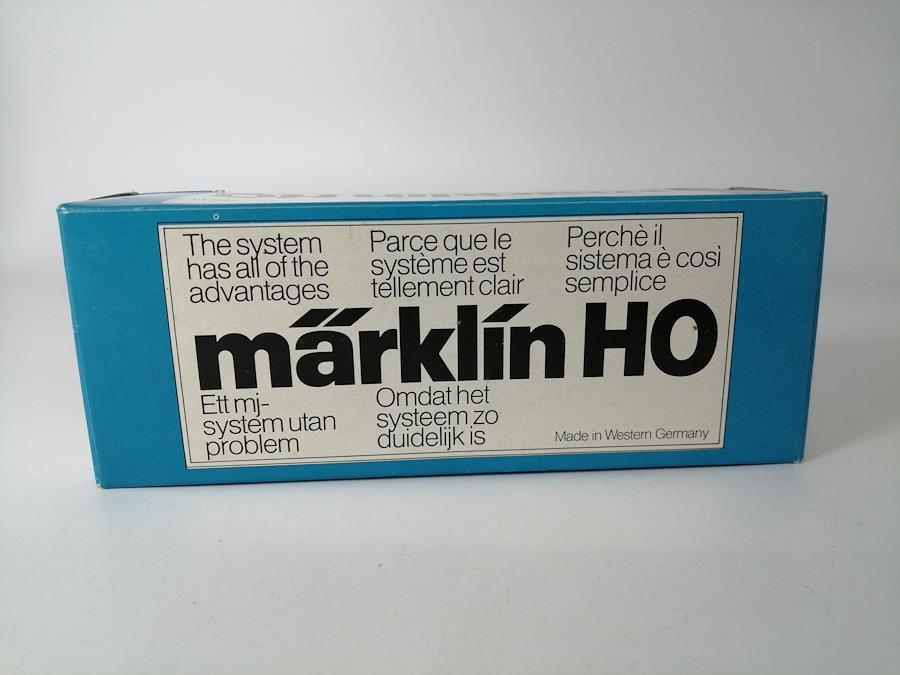 The system
has all of the
advantages
Parce que le
système est
tellement clair
Perchè il
sistema è così
semplice
märklin HO
Ett mj-
system utan
problem
Omdat het
systeem zo
duidelijk is
Made in Western Germany